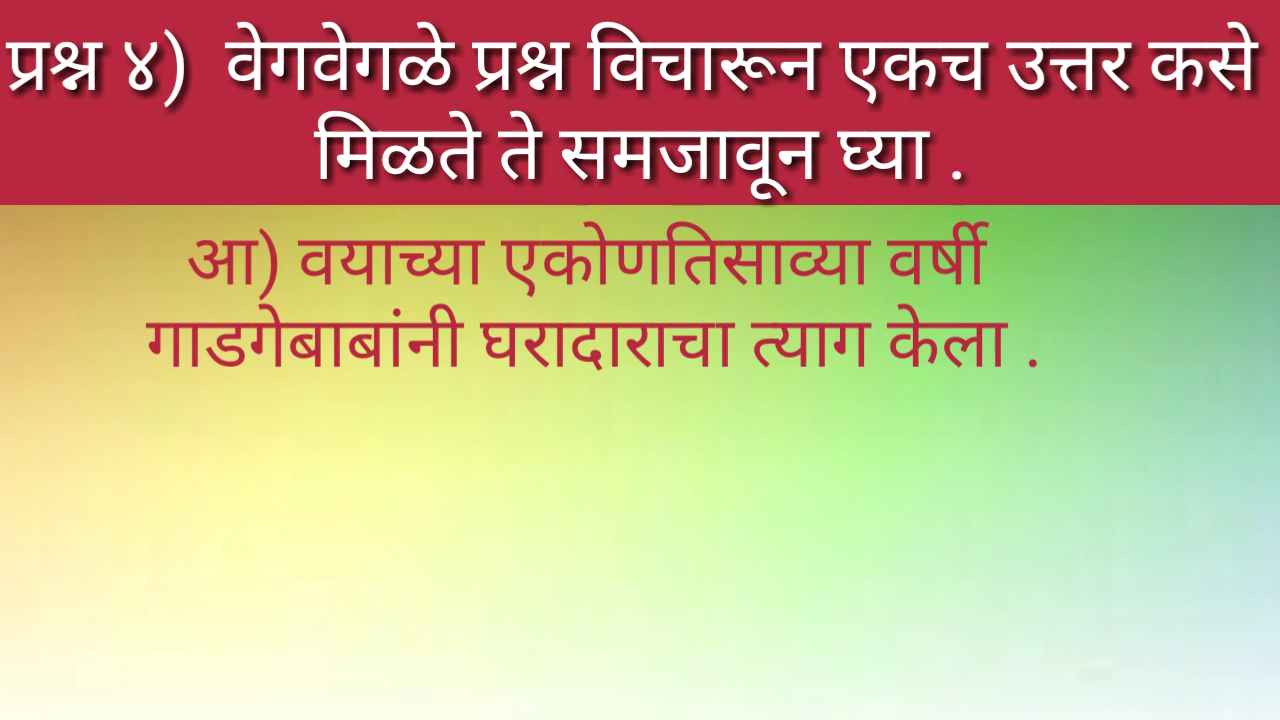 प्रश्न ४) वेगवेगळे प्रश्न विचारून एकच उत्तर कसे
मिळते ते समजावून घ्या .
आ) वयाच्या एकोणतिसाव्या वर्षी
गाडगेबाबांनी घरादाराचा त्याग केला .